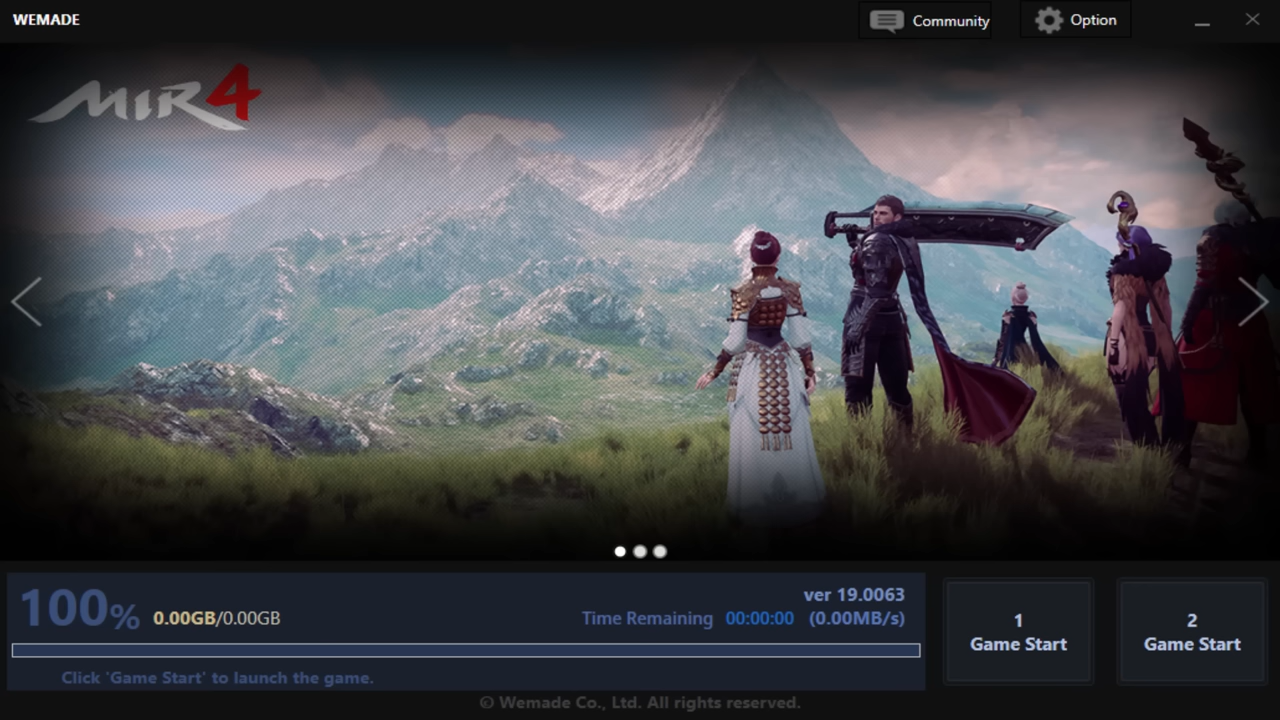 WEMADE
Community
Option
MIR4
100% 0.00GB/0.00GB
ver 19.0063
Time Remaining 00:00:00 (0.00MB/s)
Click 'Game Start' to launch the game.
1
Game Start
2
Game Start
© Wemade Co., Ltd. All rights reserved.